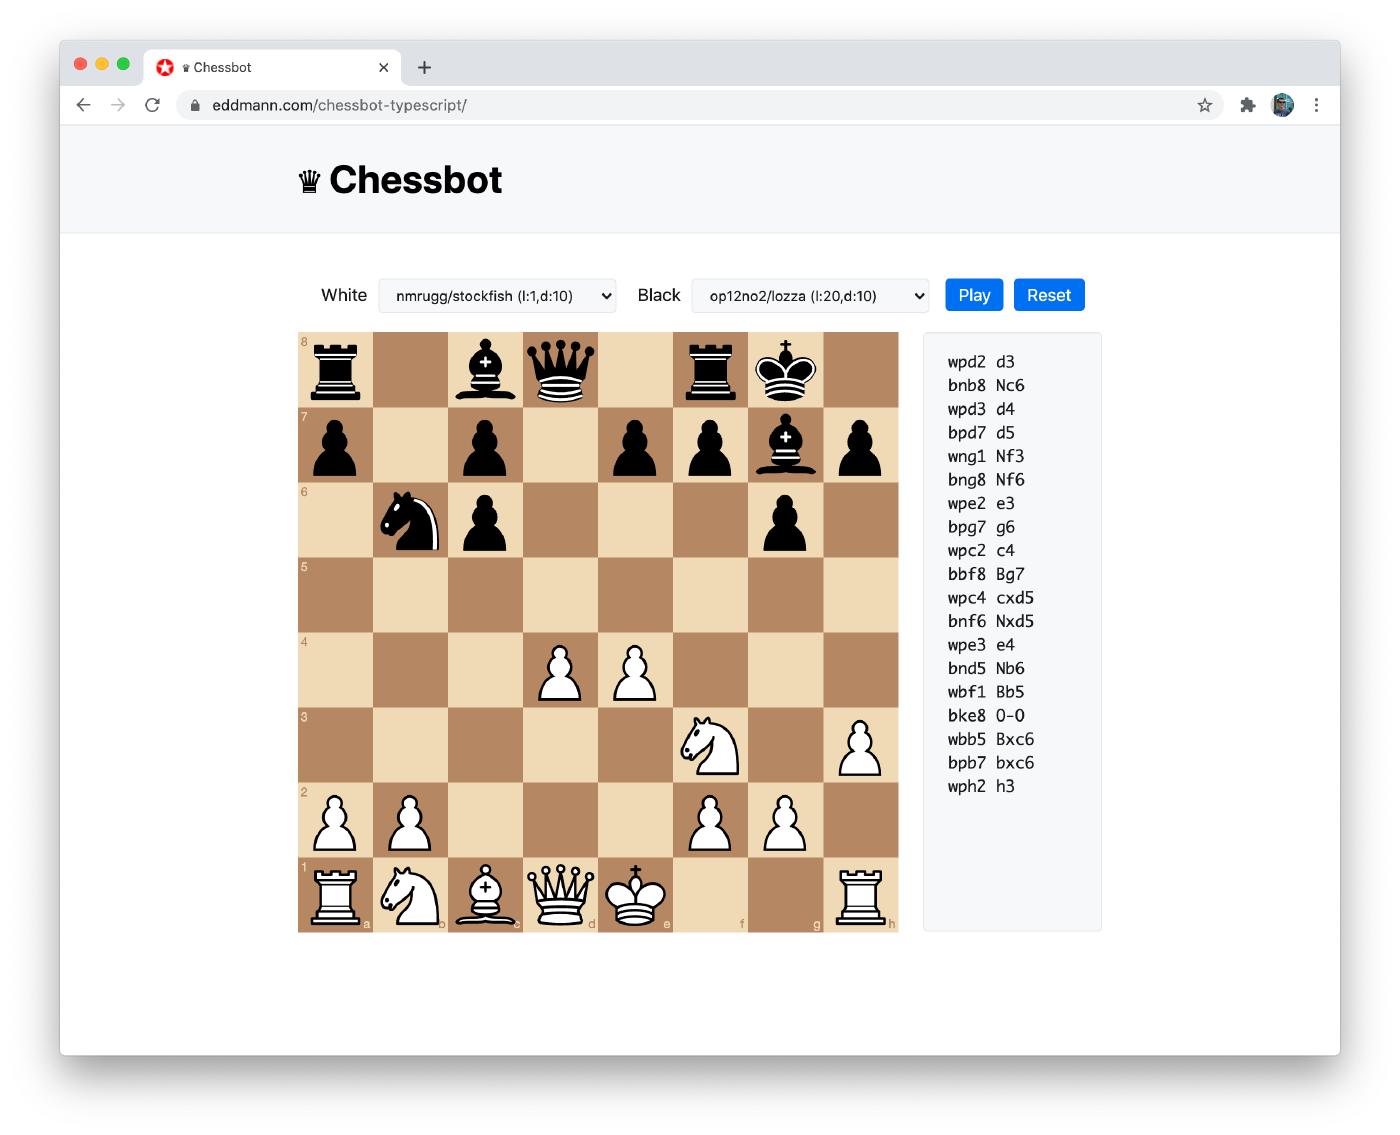 ♛ Chessbot
eddmann.com/chessbot-typescript/
♛ Chessbot
White nmrugg/stockfish (l:1,d:10) Black op12no2/lozza (l:20,d:10) Play Reset
8
7
6
5
4
3
2
1
a b c d e f g h
wpd2 d3
bnb8 Nc6
wpd3 d4
bpd7 d5
wng1 Nf3
bng8 Nf6
wpe2 e3
bpg7 g6
wpc2 c4
bbf8 Bg7
wpc4 cxd5
bnf6 Nxd5
wpe3 e4
bnd5 Nb6
wbf1 Bb5
bke8 O-O
wbb5 Bxc6
bpb7 bxc6
wph2 h3